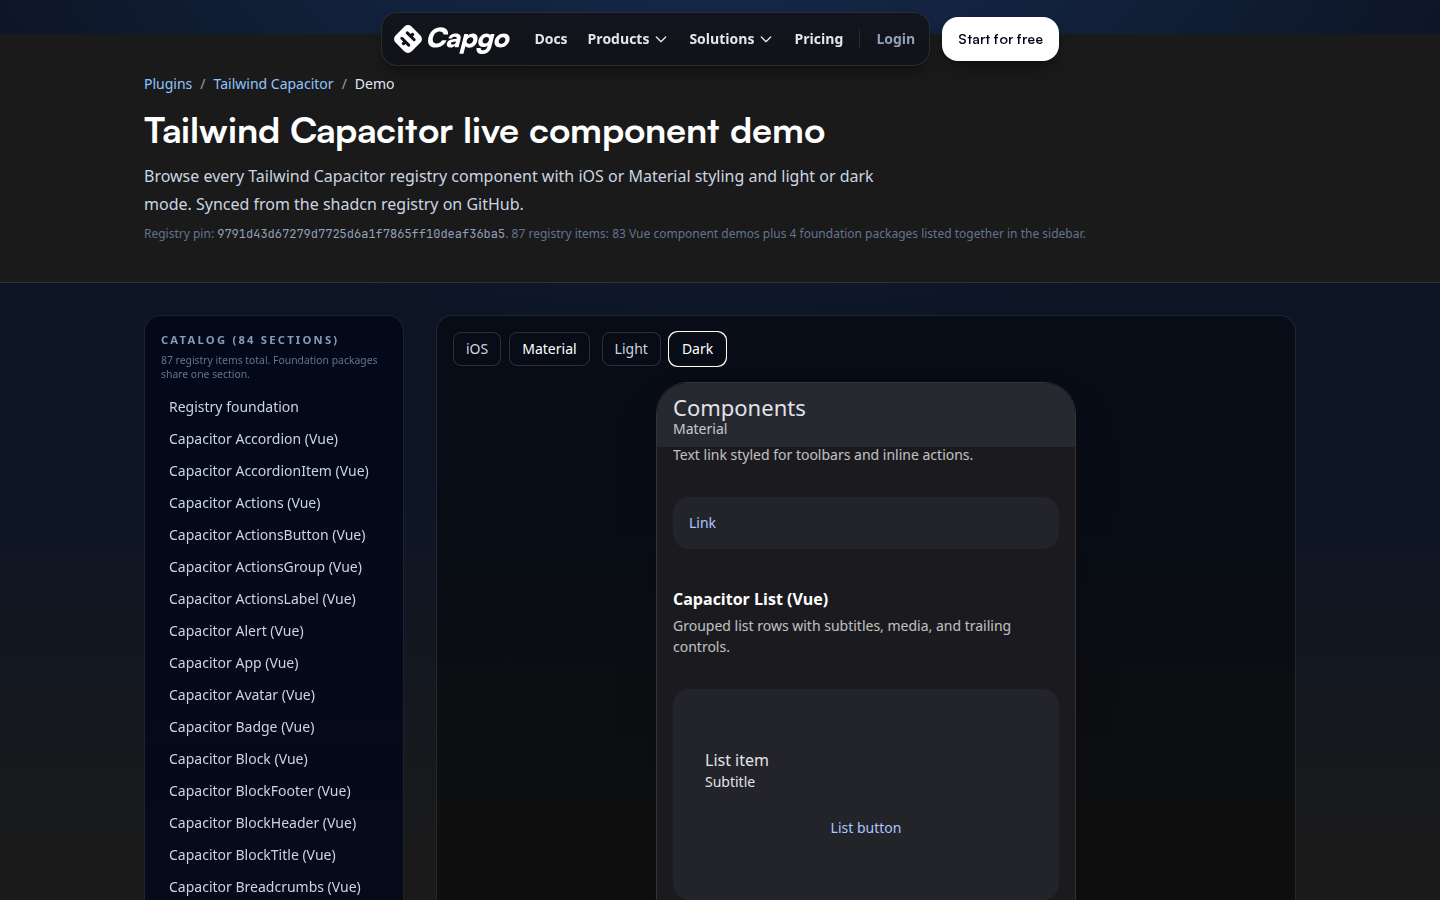 Capgo
Docs
Products
Solutions
Pricing
Login
Start for free
Plugins / Tailwind Capacitor / Demo
Tailwind Capacitor live component demo
Browse every Tailwind Capacitor registry component with iOS or Material styling and light or dark
mode. Synced from the shadcn registry on GitHub.
Registry pin: 9791d43d67279d7725d6a1f7865ff10deaf36ba5. 87 registry items: 83 Vue component demos plus 4 foundation packages listed together in the sidebar.
CATALOG (84 SECTIONS)
87 registry items total. Foundation packages
share one section.
Registry foundation
Capacitor Accordion (Vue)
Capacitor AccordionItem (Vue)
Capacitor Actions (Vue)
Capacitor ActionsButton (Vue)
Capacitor ActionsGroup (Vue)
Capacitor ActionsLabel (Vue)
Capacitor Alert (Vue)
Capacitor App (Vue)
Capacitor Avatar (Vue)
Capacitor Badge (Vue)
Capacitor Block (Vue)
Capacitor BlockFooter (Vue)
Capacitor BlockHeader (Vue)
Capacitor BlockTitle (Vue)
Capacitor Breadcrumbs (Vue)
iOS
Material
Light
Dark
Components
Material
Text link styled for toolbars and inline actions.
Link
Capacitor List (Vue)
Grouped list rows with subtitles, media, and trailing
controls.
List item
Subtitle
List button